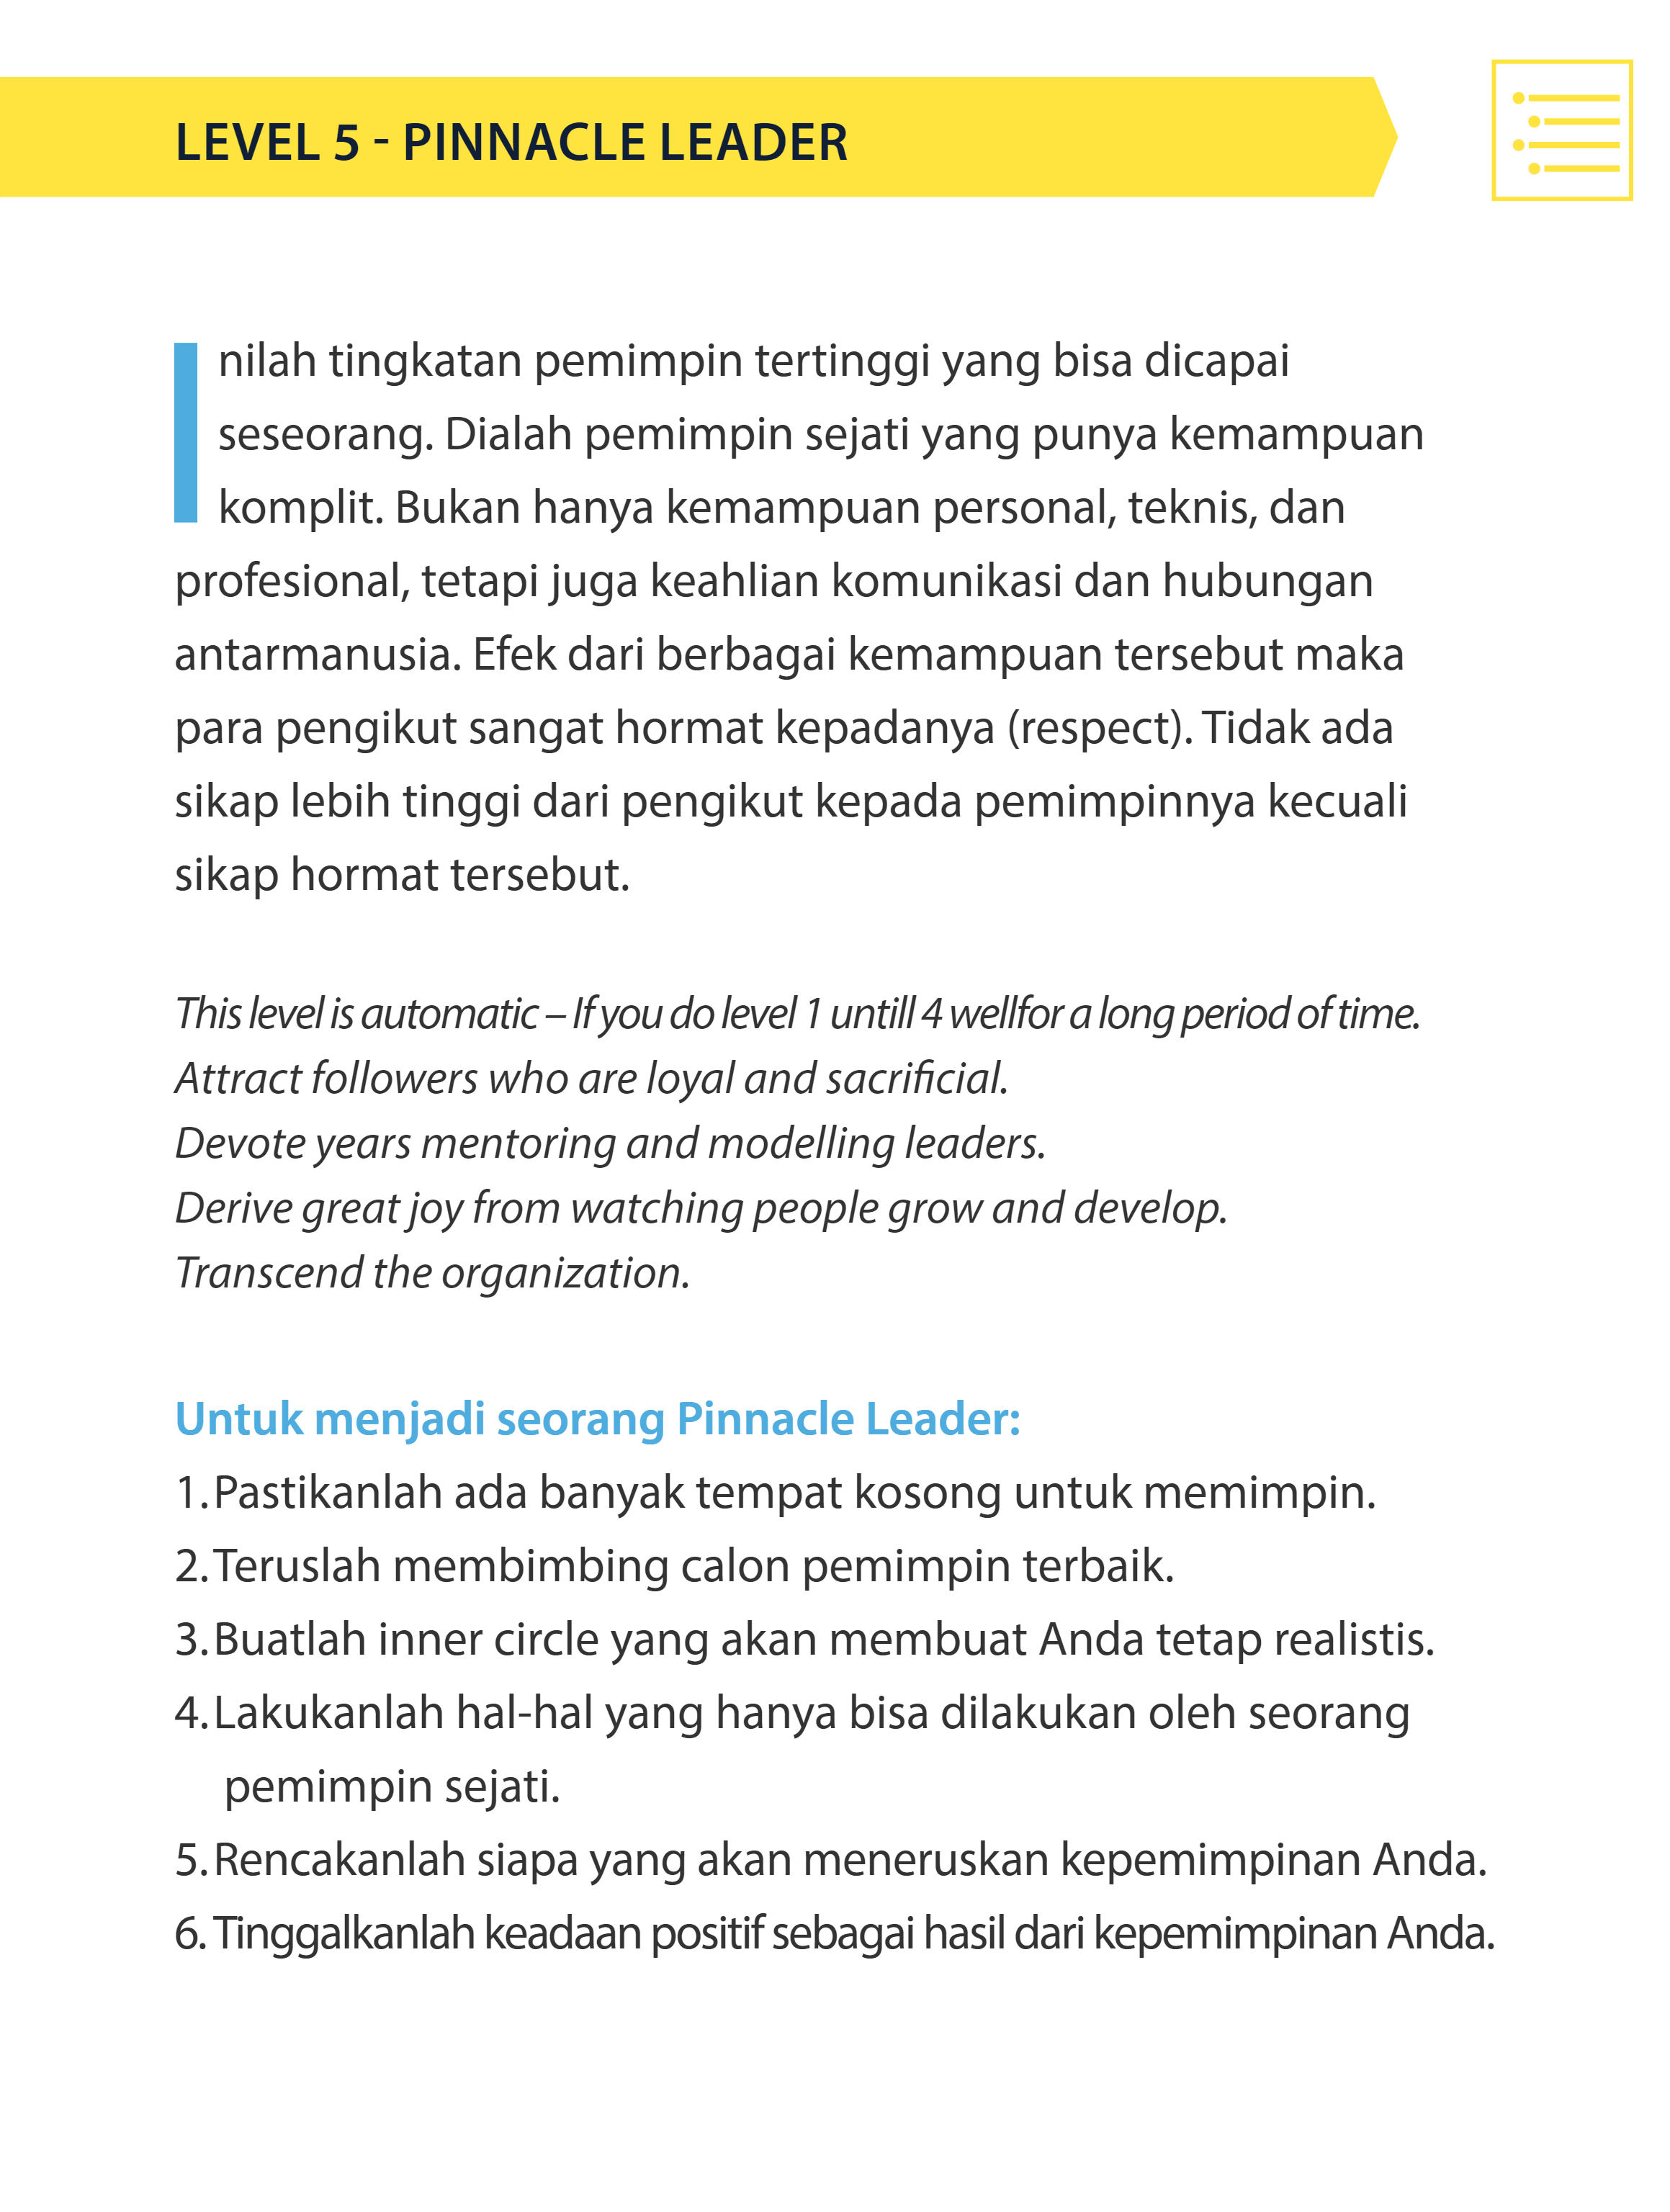 LEVEL 5 - PINNACLE LEADER
Inilah tingkatan pemimpin tertinggi yang bisa dicapai
seseorang. Dialah pemimpin sejati yang punya kemampuan
komplit. Bukan hanya kemampuan personal, teknis, dan
profesional, tetapi juga keahlian komunikasi dan hubungan
antarmanusia. Efek dari berbagai kemampuan tersebut maka
para pengikut sangat hormat kepadanya (respect). Tidak ada
sikap lebih tinggi dari pengikut kepada pemimpinnya kecuali
sikap hormat tersebut.
This level is automatic – If you do level 1 untill 4 wellfor a long period of time.
Attract followers who are loyal and sacrificial.
Devote years mentoring and modelling leaders.
Derive great joy from watching people grow and develop.
Transcend the organization.
Untuk menjadi seorang Pinnacle Leader:
1. Pastikanlah ada banyak tempat kosong untuk memimpin.
2. Teruslah membimbing calon pemimpin terbaik.
3. Buatlah inner circle yang akan membuat Anda tetap realistis.
4. Lakukanlah hal-hal yang hanya bisa dilakukan oleh seorang
pemimpin sejati.
5. Rencakanlah siapa yang akan meneruskan kepemimpinan Anda.
6. Tinggalkanlah keadaan positif sebagai hasil dari kepemimpinan Anda.